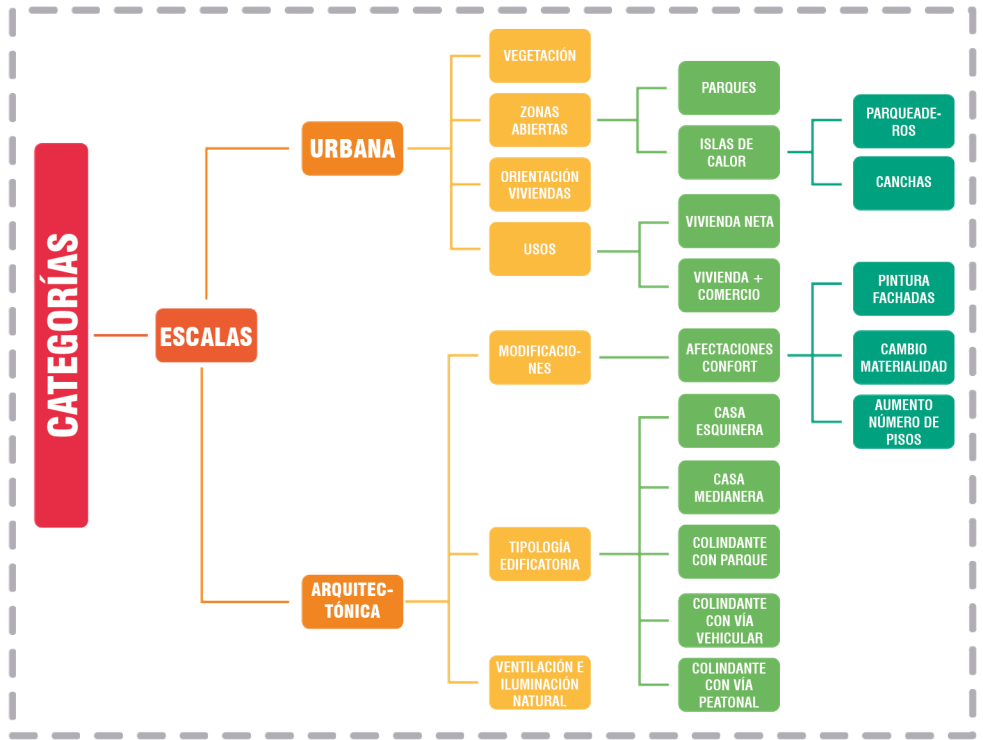 CATEGORÍAS
ESCALAS
URBANA
VEGETACIÓN
ZONAS
ABIERTAS
PARQUES
ISLAS DE
CALOR
PARQUEADE-
ROS
CANCHAS
ORIENTACIÓN
VIVIENDAS
USOS
VIVIENDA NETA
VIVIENDA +
COMERCIO
ARQUITEC-
TÓNICA
MODIFICACIO-
NES
AFECTACIONES
CONFORT
PINTURA
FACHADAS
CAMBIO
MATERIALIDAD
AUMENTO
NÚMERO DE
PISOS
TIPOLOGÍA
EDIFICATORIA
CASA
ESQUINERA
CASA
MEDIANERA
COLINDANTE
CON PARQUE
COLINDANTE
CON VÍA
VEHICULAR
COLINDANTE
CON VÍA
PEATONAL
VENTILACIÓN E
ILUMINACIÓN
NATURAL